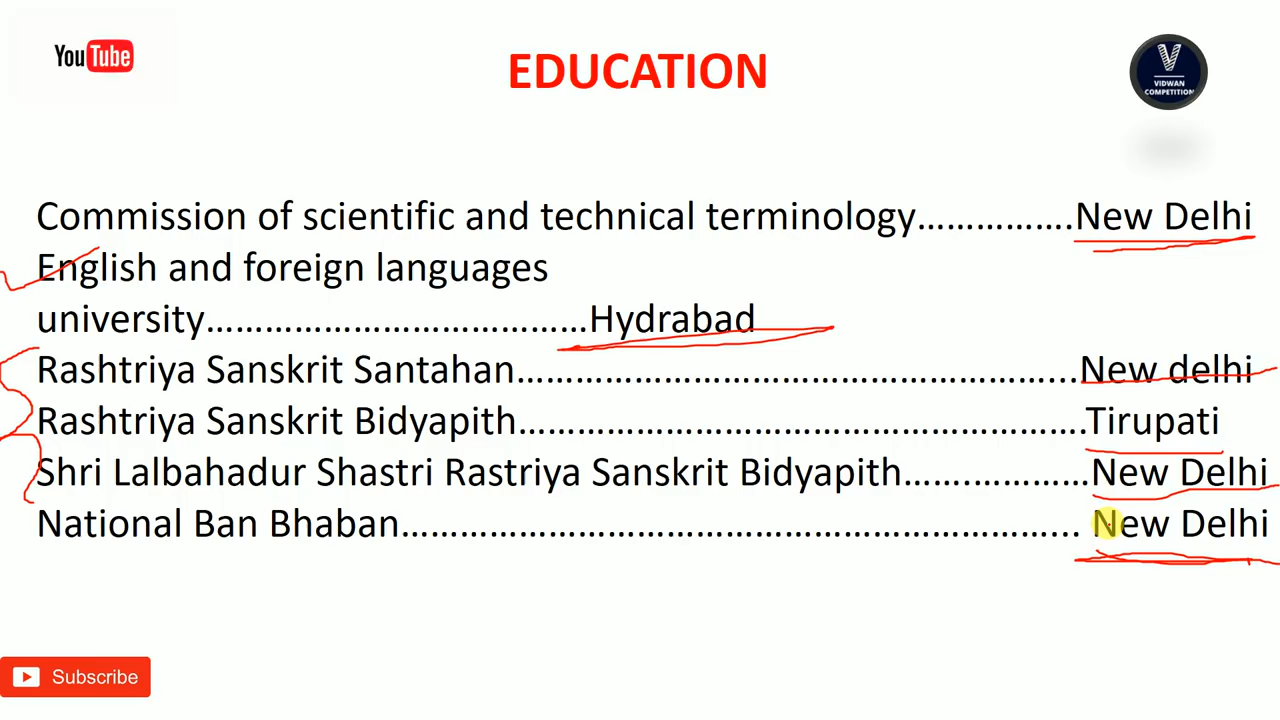 YouTube
EDUCATION
V
VIDWAN
COMPETITION
Commission of scientific and technical terminology…………….New Delhi
English and foreign languages
university…………………………………Hydrabad
Rashtriya Sanskrit Santahan………………………………………………...New delhi
Rashtriya Sanskrit Bidyapith………………………………………………….Tirupati
Shri Lalbahadur Shastri Rastriya Sanskrit Bidyapith…….…………New Delhi
National Ban Bhaban…………………………………………………………... New Delhi
Subscribe